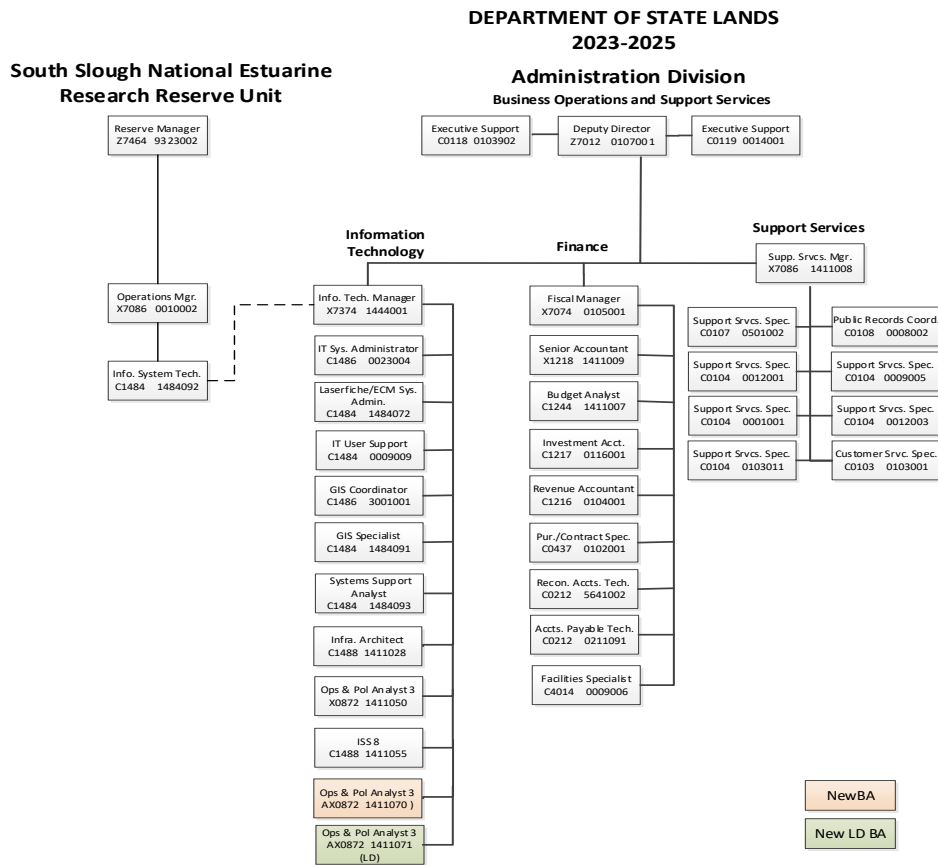 DEPARTMENT OF STATE LANDS
2023-2025
South Slough National Estuarine
Research Reserve Unit
Administration Division
Business Operations and Support Services
Reserve Manager
Z7464 9323002
Executive Support
C0118 0103902
Deputy Director
Z7012 0107001
Executive Support
C0119 0014001
Information
Technology
Finance
Support Services
Supp. Srvcs. Mgr.
X7086 1411008
Operations Mgr.
X7086 0010002
Info. System Tech.
C1484 1484092
Info. Tech. Manager
X7374 1444001
IT Sys. Administrator
C1486 0023004
Laserfiche/ECM Sys.
Admin.
C1484 1484072
IT User Support
C1484 0009009
GIS Coordinator
C1486 3001001
GIS Specialist
C1484 1484091
Systems Support
Analyst
C1484 1484093
Infra. Architect
C1488 1411028
Ops & Pol Analyst 3
X0872 1411050
ISS 8
C1488 1411055
Ops & Pol Analyst 3
AX0872 1411070 )
Ops & Pol Analyst 3
AX0872 1411071
(LD)
Fiscal Manager
X7074 0105001
Senior Accountant
X1218 1411009
Budget Analyst
C1244 1411007
Investment Acct.
C1217 0116001
Revenue Accountant
C1216 0104001
Pur./Contract Spec.
C0437 0102001
Recon. Accts. Tech.
C0212 5641002
Accts. Payable Tech.
C0212 0211091
Facilities Specialist
C4014 0009006
Support Srvcs. Spec.
C0107 0501002
Public Records Coord.
C0108 0008002
Support Srvcs. Spec.
C0104 0012001
Support Srvcs. Spec.
C0104 0009005
Support Srvcs. Spec.
C0104 0001001
Support Srvcs. Spec.
C0104 0012003
Support Srvcs. Spec.
C0104 0103011
Customer Srvc. Spec.
C0103 0103001
NewBA
New LD BA